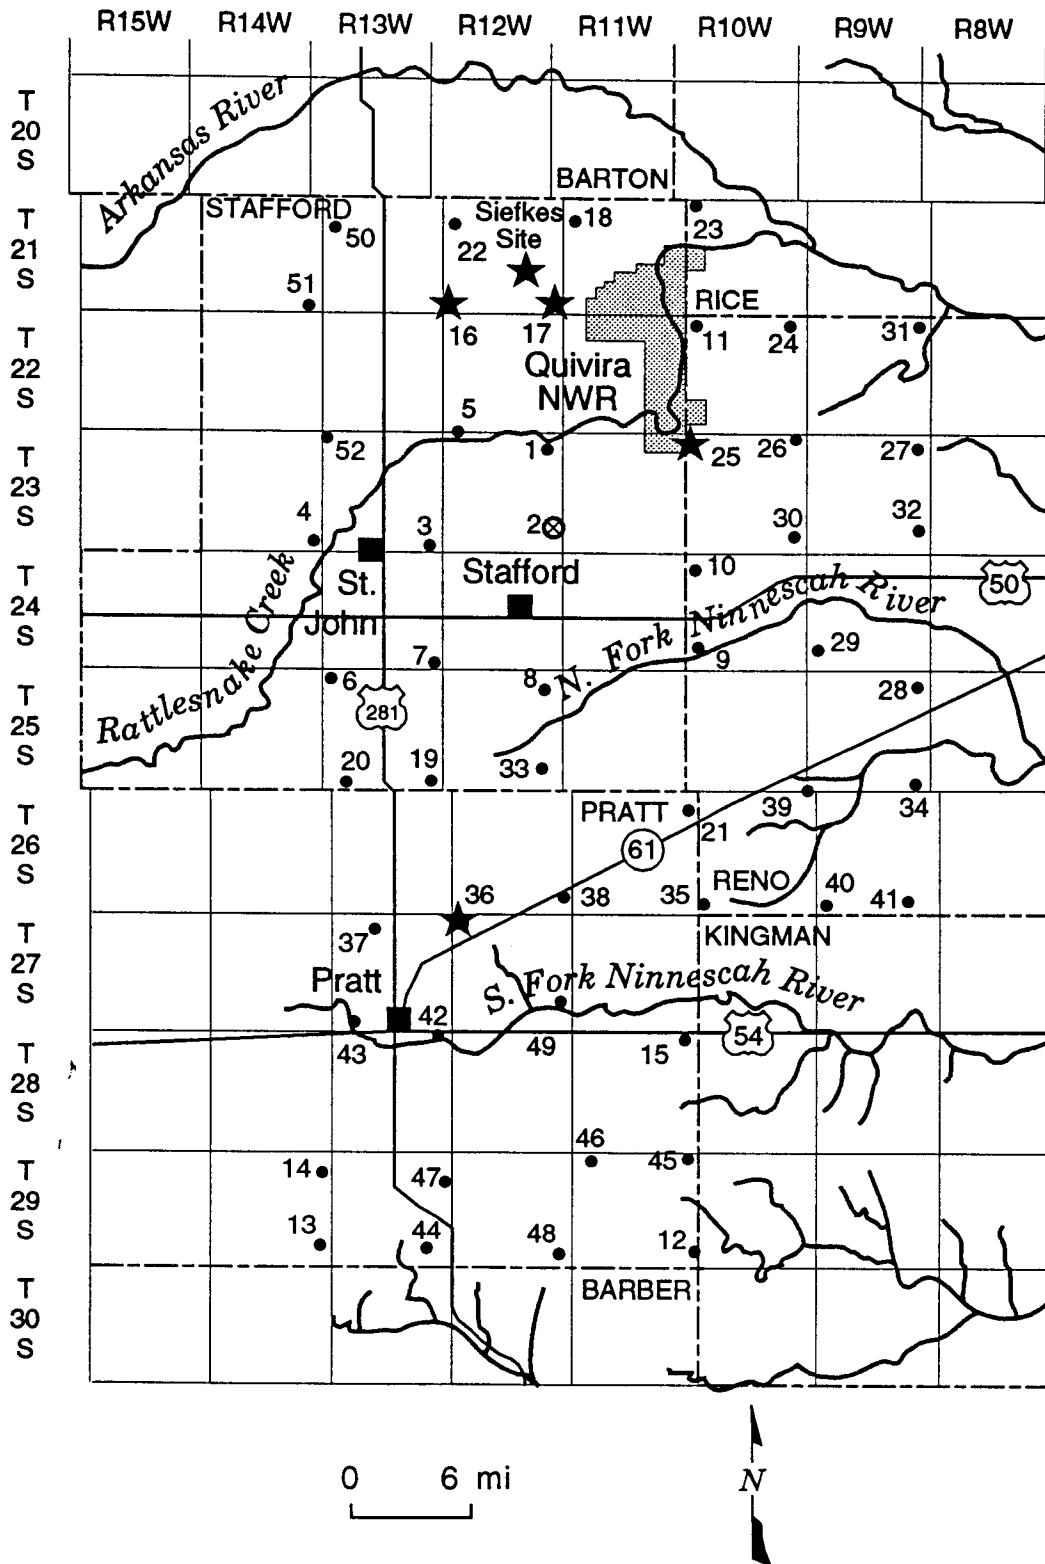 R15W R14W R13W R12W R11W R10W R9W R8W
T
20
S
Arkansas River
BARTON
STAFFORD
T
21
S
50
22
Siefkes
Site
18
23
51
16
17
RICE
11
24
31
T
22
S
Quivira
NWR
5
52
1
25
26
27
T
23
S
4
3
2
30
32
St.
John
Stafford
10
50
T
24
S
Rattlesnake Creek
N. Fork Ninnescah River
7
9
29
6
8
28
T
25
S
281
20
19
33
39
34
PRATT
21
T
26
S
61
36
38
35
RENO
40
41
37
KINGMAN
T
27
S
Pratt
S. Fork Ninnescah River
42
43
49
15
54
T
28
S
46
45
14
47
T
29
S
13
44
48
12
BARBER
T
30
S
0 6 mi
N